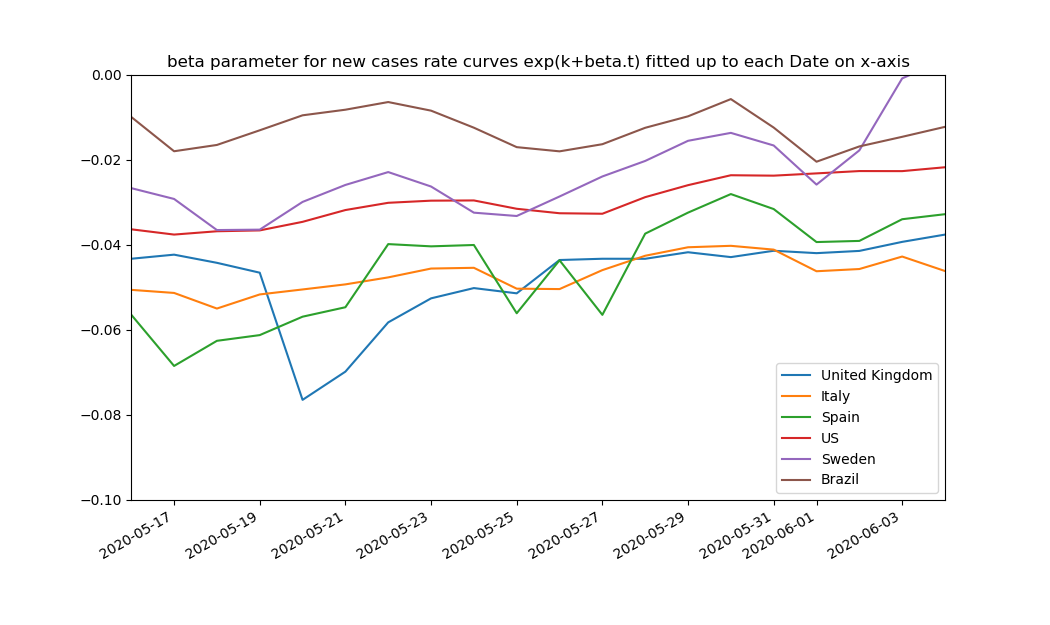 beta parameter for new cases rate curves exp(k+beta.t) fitted up to each Date on x-axis
0.00
−0.02
−0.04
−0.06
−0.08
−0.10
United Kingdom
Italy
Spain
US
Sweden
Brazil
2020-05-17
2020-05-19
2020-05-21
2020-05-23
2020-05-25
2020-05-27
2020-05-29
2020-05-31
2020-06-01
2020-06-03